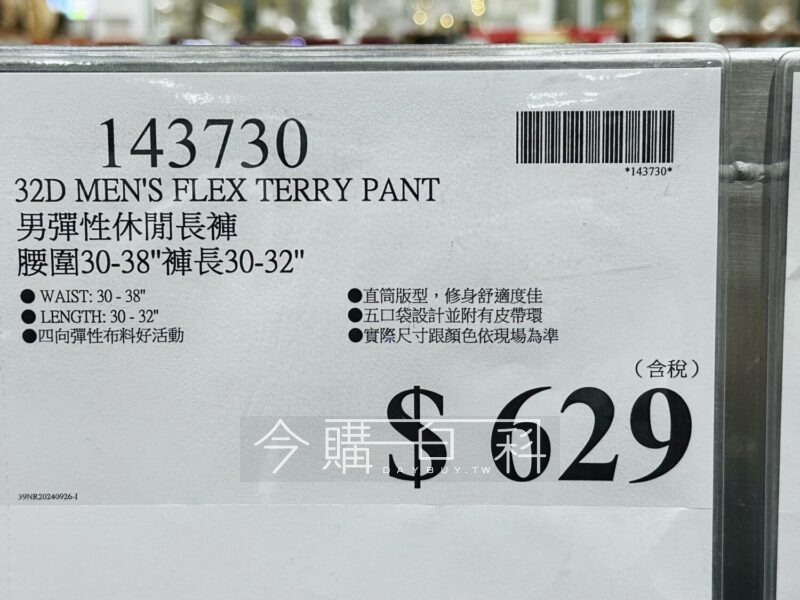 143730
*143730*
32D MEN'S FLEX TERRY PANT
男彈性休閒長褲
腰圍30-38"褲長30-32"
● WAIST: 30 - 38"
● LENGTH: 30 - 32"
●四向彈性布料好活動
●直筒版型，修身舒適度佳
●五口袋設計並附有皮帶環
●實際尺寸跟顏色依現場為準
（含稅）
$ 629
今購百科
DAYBUY.TW
39NR20240926-1